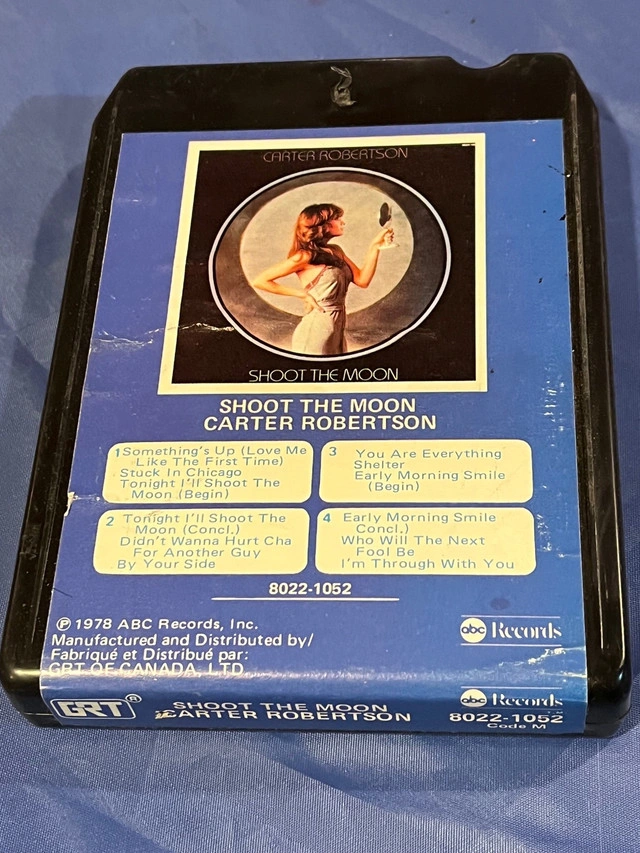 CARTER ROBERTSON
SHOOT THE MOON
SHOOT THE MOON
CARTER ROBERTSON
1 Something's Up (Love Me
Like The First Time)
Stuck In Chicago
Tonight I'll Shoot The
Moon (Begin)
2 Tonight I'll Shoot The
Moon (Concl.)
Didn't Wanna Hurt Cha
For Another Guy
By Your Side
3 You Are Everything
Shelter
Early Morning Smile
(Begin)
4 Early Morning Smile
Concl.)
Who Will The Next
Fool Be
I'm Through With You
8022-1052
℗ 1978 ABC Records, Inc.
Manufactured and Distributed by/
Fabriqué et Distribué par:
GRT OF CANADA, LTD.
abc Records
GRT®
SHOOT THE MOON
CARTER ROBERTSON
abc Records
8022-1052
Code M